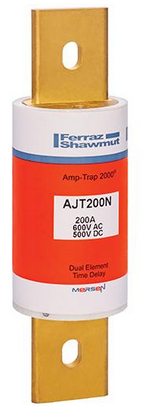 Ferraz
Shawmut
Amp-Trap 2000®
AJT200N
200A
600V AC
500V DC
Dual Element
Time Delay
MERSEN